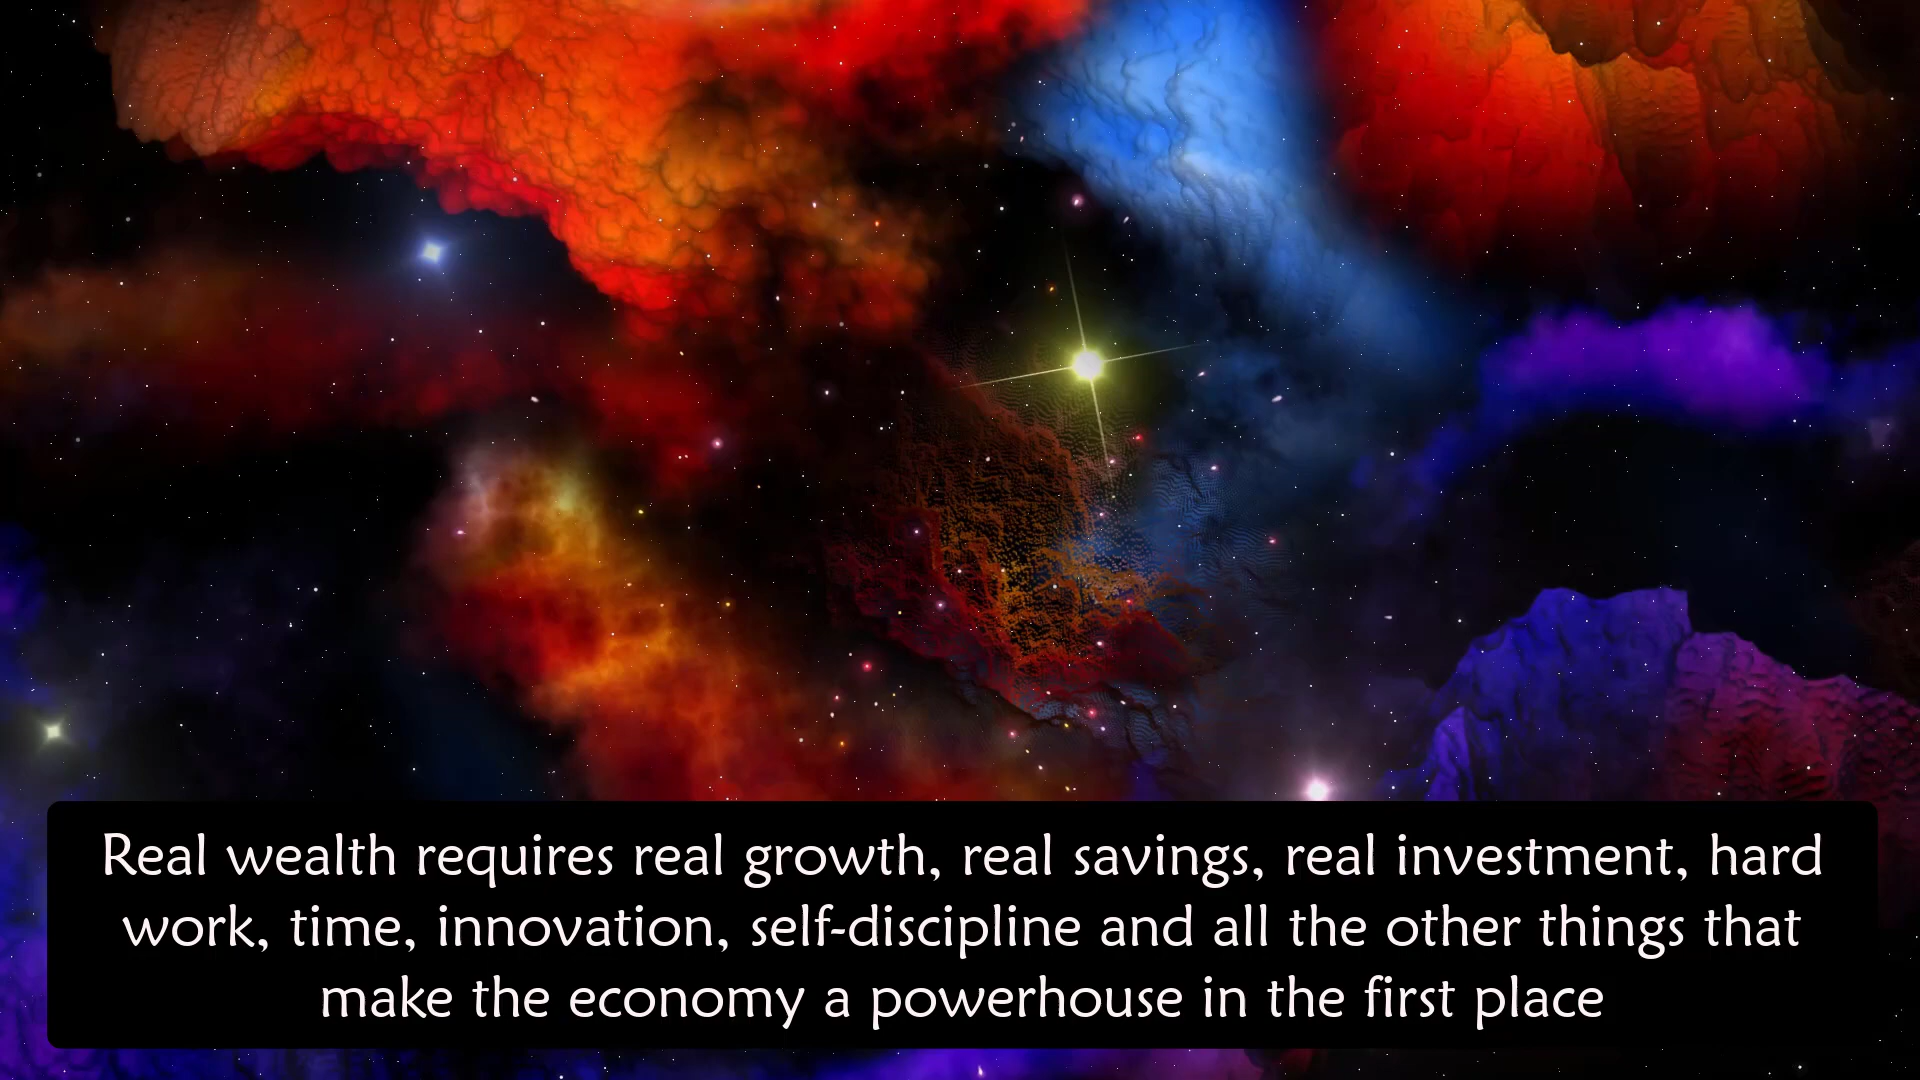 Real wealth requires real growth, real savings, real investment, hard
work, time, innovation, self-discipline and all the other things that
make the economy a powerhouse in the first place